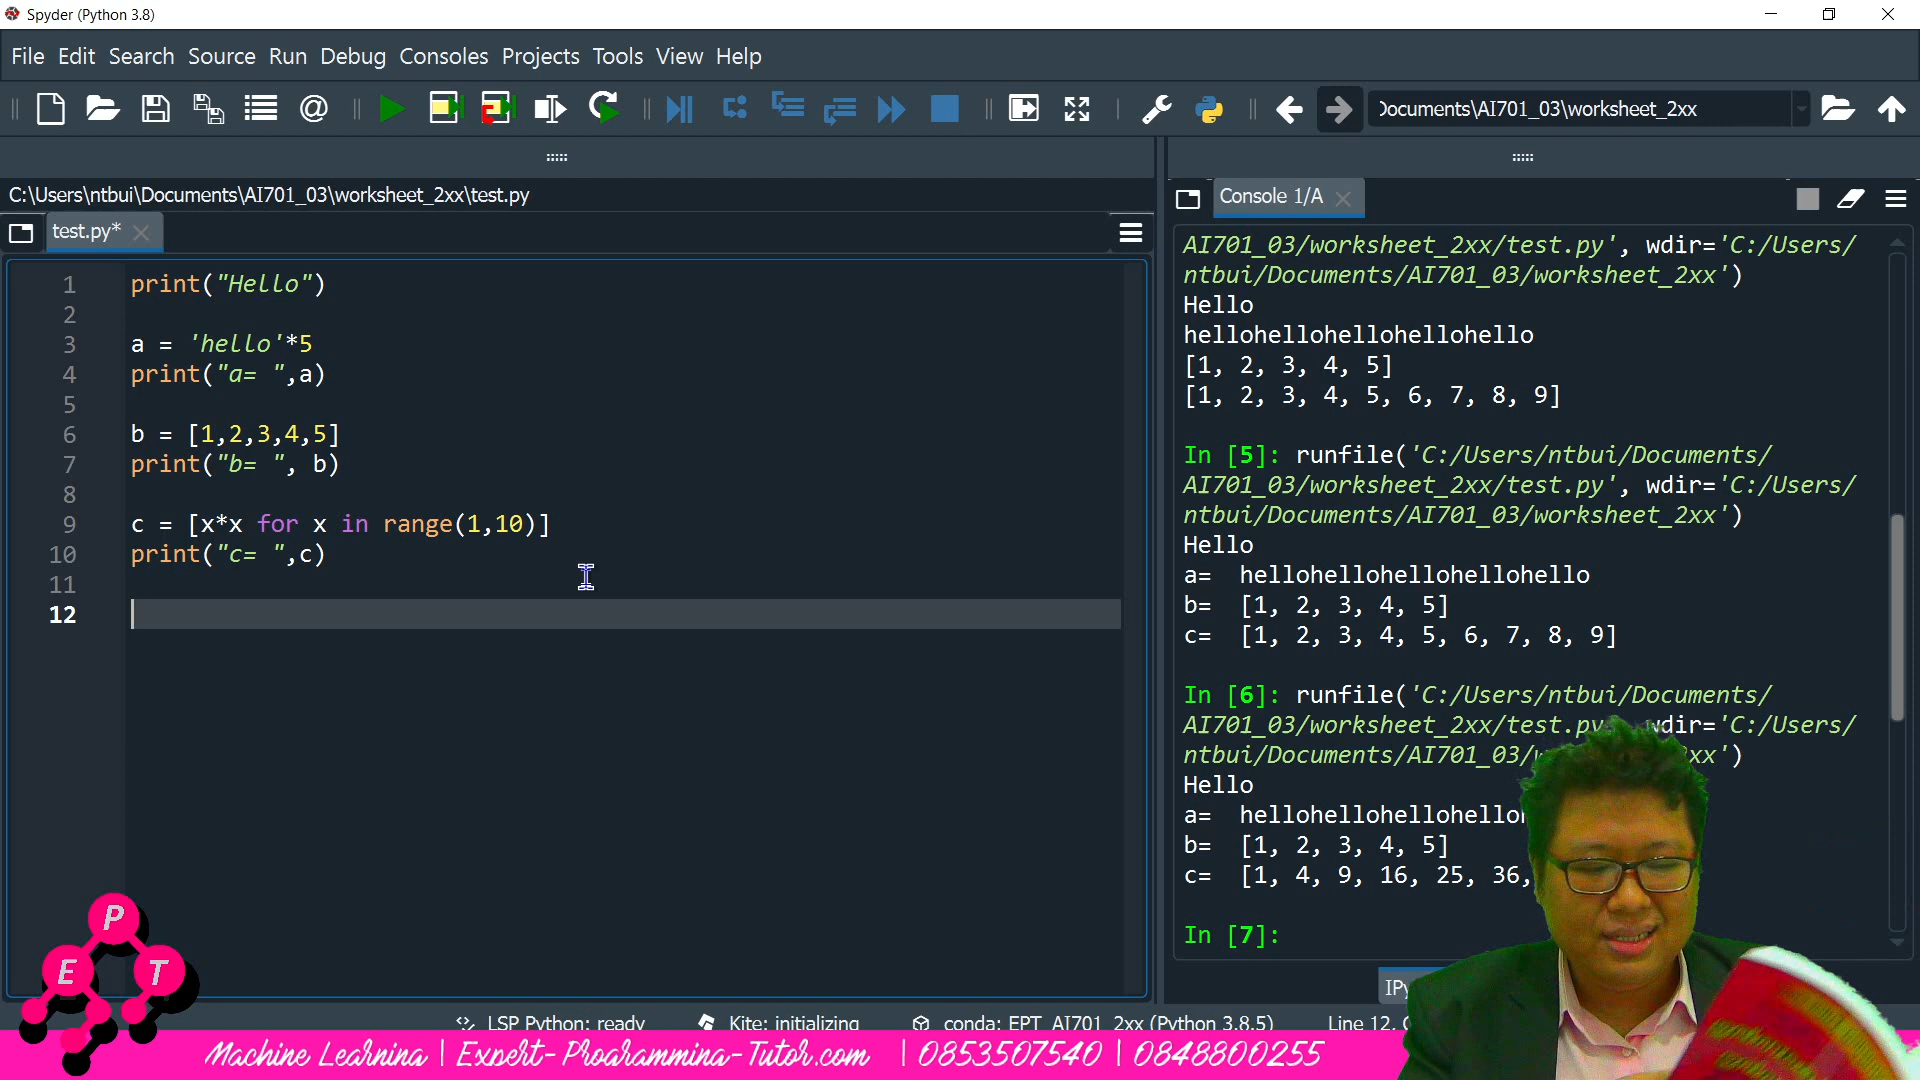 Spyder (Python 3.8)
File Edit Search Source Run Debug Consoles Projects Tools View Help
Documents\AI701_03\worksheet_2xx
C:\Users\ntbui\Documents\AI701_03\worksheet_2xx\test.py
test.py*
1 print("Hello")
2
3 a = 'hello'*5
4 print("a= ",a)
5
6 b = [1,2,3,4,5]
7 print("b= ", b)
8
9 c = [x*x for x in range(1,10)]
10 print("c= ",c)
11
12
Console 1/A
AI701_03/worksheet_2xx/test.py', wdir='C:/Users/
ntbui/Documents/AI701_03/worksheet_2xx')
Hello
hellohellohellohellohello
[1, 2, 3, 4, 5]
[1, 2, 3, 4, 5, 6, 7, 8, 9]
In [5]: runfile('C:/Users/ntbui/Documents/
AI701_03/worksheet_2xx/test.py', wdir='C:/Users/
ntbui/Documents/AI701_03/worksheet_2xx')
Hello
a=  hellohellohellohellohello
b=  [1, 2, 3, 4, 5]
c=  [1, 2, 3, 4, 5, 6, 7, 8, 9]
In [6]: runfile('C:/Users/ntbui/Documents/
AI701_03/worksheet_2xx/test.py wdir='C:/Users/
ntbui/Documents/AI701_03/ xx')
Hello
a=  hellohellohellohello
b=  [1, 2, 3, 4, 5]
c=  [1, 4, 9, 16, 25, 36,
In [7]:
LSP Python: ready Kite: initializing conda: EPT_AI701_2xx (Python 3.8.5) Line 12,
P
E T
Machine Learning | Expert-Programming-Tutor.com | 0853507540 | 0848800255